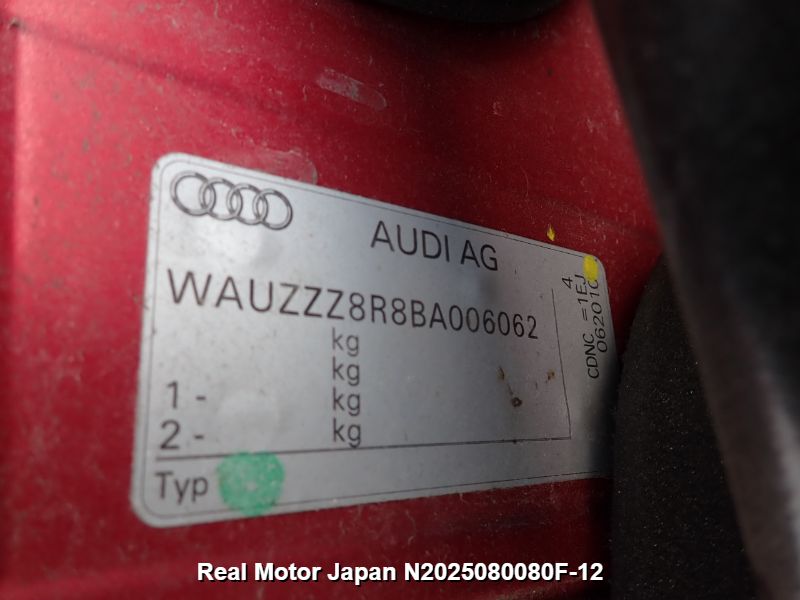 AUDI AG
WAUZZZ8R8BA006062
kg
kg
1 - kg
2 - kg
Typ
4
CDNC =1EJ
062010
Real Motor Japan N2025080080F-12